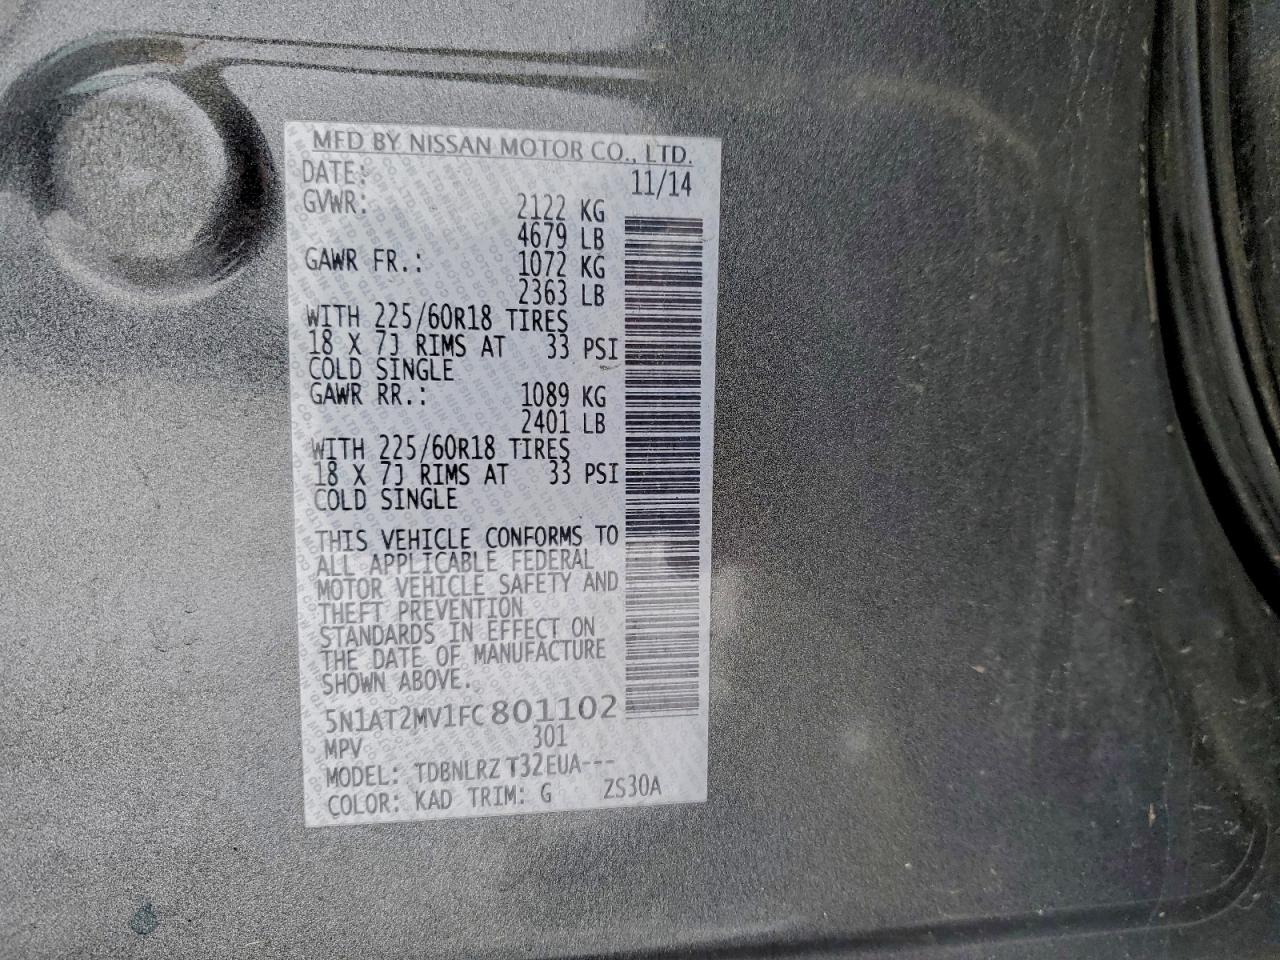 MFD BY NISSAN MOTOR CO., LTD.
DATE: 11/14
GVWR: 2122 KG
4679 LB
GAWR FR.: 1072 KG
2363 LB
WITH 225/60R18 TIRES
18 X 7J RIMS AT 33 PSI
COLD SINGLE
GAWR RR.: 1089 KG
2401 LB
WITH 225/60R18 TIRES
18 X 7J RIMS AT 33 PSI
COLD SINGLE
THIS VEHICLE CONFORMS TO
ALL APPLICABLE FEDERAL
MOTOR VEHICLE SAFETY AND
THEFT PREVENTION
STANDARDS IN EFFECT ON
THE DATE OF MANUFACTURE
SHOWN ABOVE.
5N1AT2MV1FC801102
MPV 301
MODEL: TDBNLRZ T32EUA---
COLOR: KAD TRIM: G ZS30A